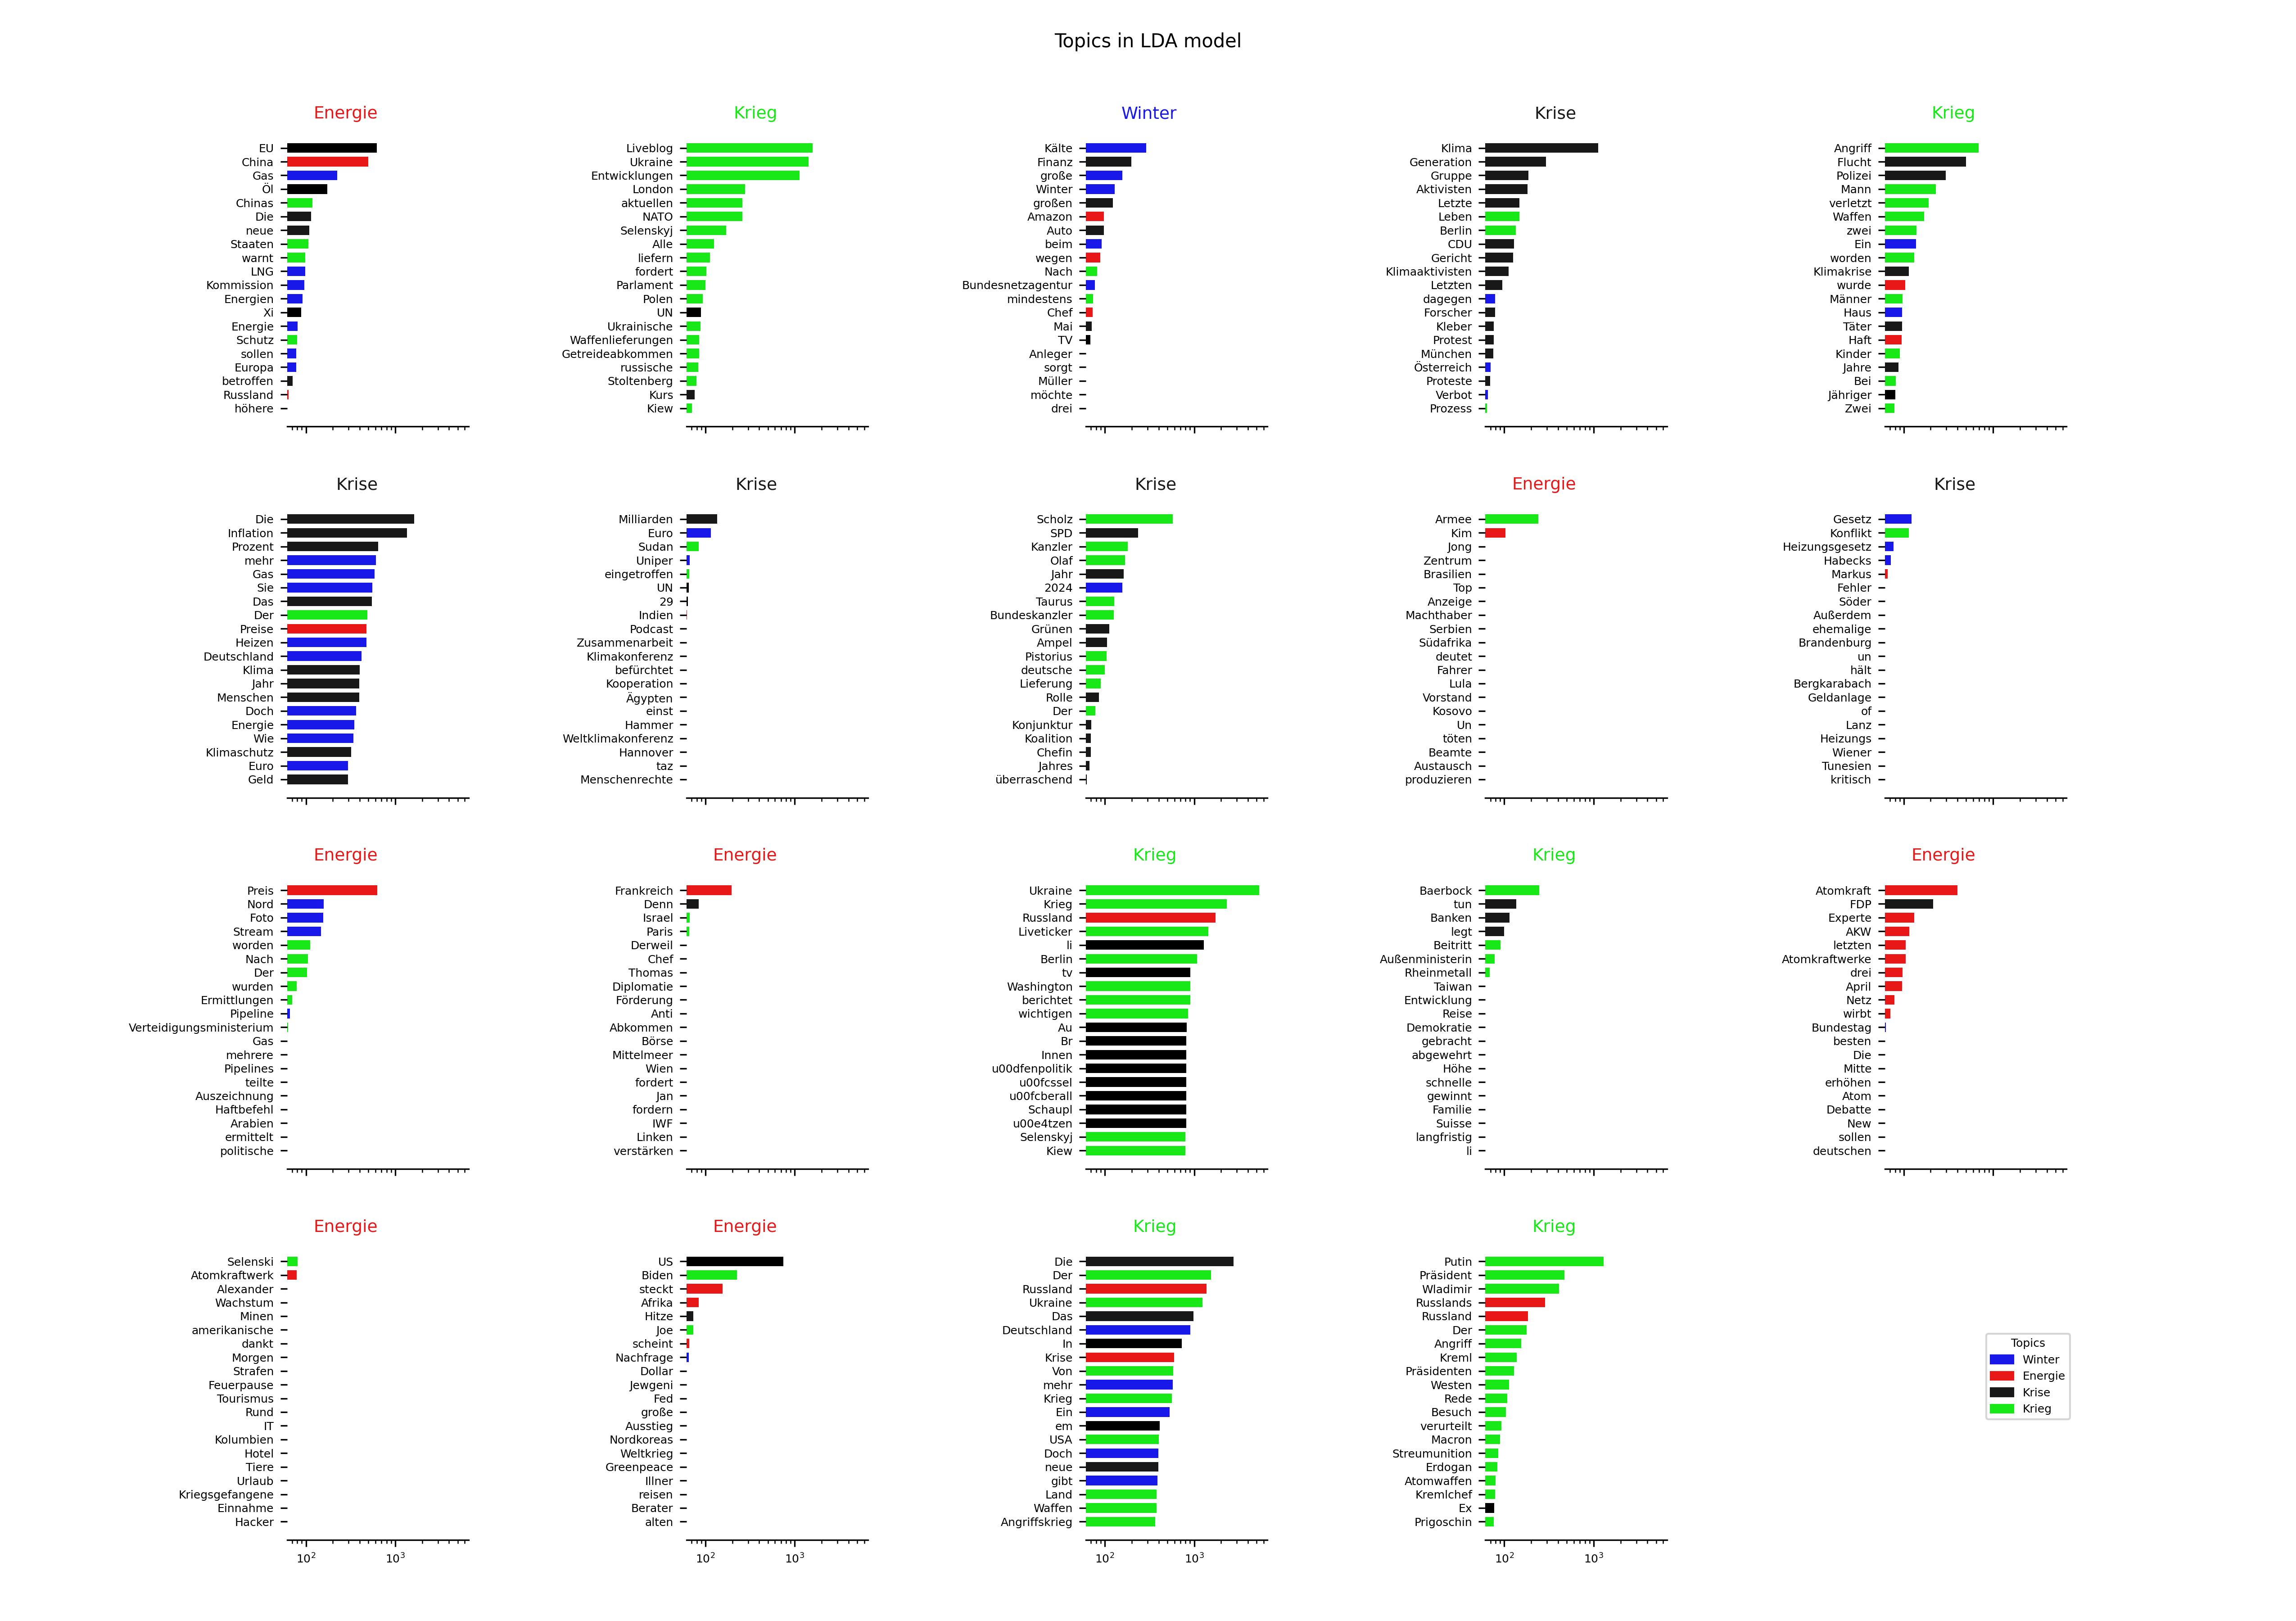 Topics in LDA model
Energie
EU
China
Gas
Öl
Chinas
Die
neue
Staaten
warnt
LNG
Kommission
Energien
Xi
Energie
Schutz
sollen
Europa
betroffen
Russland
höhere
Krieg
Liveblog
Ukraine
Entwicklungen
London
aktuellen
NATO
Selenskyj
Alle
liefern
fordert
Parlament
Polen
UN
Ukrainische
Waffenlieferungen
Getreideabkommen
russische
Stoltenberg
Kurs
Kiew
Winter
Kälte
Finanz
große
Winter
großen
Amazon
Auto
beim
wegen
Nach
Bundesnetzagentur
mindestens
Chef
Mai
TV
Anleger
sorgt
Müller
möchte
drei
Krise
Klima
Generation
Gruppe
Aktivisten
Letzte
Leben
Berlin
CDU
Gericht
Klimaaktivisten
Letzten
dagegen
Forscher
Kleber
Protest
München
Österreich
Proteste
Verbot
Prozess
Krieg
Angriff
Flucht
Polizei
Mann
verletzt
Waffen
zwei
Ein
worden
Klimakrise
wurde
Männer
Haus
Täter
Haft
Kinder
Jahre
Bei
Jähriger
Zwei
Krise
Die
Inflation
Prozent
mehr
Gas
Sie
Das
Der
Preise
Heizen
Deutschland
Klima
Jahr
Menschen
Doch
Energie
Wie
Klimaschutz
Euro
Geld
Krise
Milliarden
Euro
Sudan
Uniper
eingetroffen
UN
29
Indien
Podcast
Zusammenarbeit
Klimakonferenz
befürchtet
Kooperation
Ägypten
einst
Hammer
Weltklimakonferenz
Hannover
taz
Menschenrechte
Krise
Scholz
SPD
Kanzler
Olaf
Jahr
2024
Taurus
Bundeskanzler
Grünen
Ampel
Pistorius
deutsche
Lieferung
Rolle
Der
Konjunktur
Koalition
Chefin
Jahres
überraschend
Energie
Armee
Kim
Jong
Zentrum
Brasilien
Top
Anzeige
Machthaber
Serbien
Südafrika
deutet
Fahrer
Lula
Vorstand
Kosovo
Un
töten
Beamte
Austausch
produzieren
Krise
Gesetz
Konflikt
Heizungsgesetz
Habecks
Markus
Fehler
Söder
Außerdem
ehemalige
Brandenburg
un
hält
Bergkarabach
Geldanlage
of
Lanz
Heizungs
Wiener
Tunesien
kritisch
Energie
Preis
Nord
Foto
Stream
worden
Nach
Der
wurden
Ermittlungen
Pipeline
Verteidigungsministerium
Gas
mehrere
Pipelines
teilte
Auszeichnung
Haftbefehl
Arabien
ermittelt
politische
Energie
Frankreich
Denn
Israel
Paris
Derweil
Chef
Thomas
Diplomatie
Förderung
Anti
Abkommen
Börse
Mittelmeer
Wien
fordert
Jan
fordern
IWF
Linken
verstärken
Krieg
Ukraine
Krieg
Russland
Liveticker
li
Berlin
tv
Washington
berichtet
wichtigen
Au
Br
Innen
u00dfenpolitik
u00fcssel
u00fcberall
Schaupl
u00e4tzen
Selenskyj
Kiew
Krieg
Baerbock
tun
Banken
legt
Beitritt
Außenministerin
Rheinmetall
Taiwan
Entwicklung
Reise
Demokratie
gebracht
abgewehrt
Höhe
schnelle
gewinnt
Familie
Suisse
langfristig
li
Energie
Atomkraft
FDP
Experte
AKW
letzten
Atomkraftwerke
drei
April
Netz
wirbt
Bundestag
besten
Die
Mitte
erhöhen
Atom
Debatte
New
sollen
deutschen
Energie
Selenski
Atomkraftwerk
Alexander
Wachstum
Minen
amerikanische
dankt
Morgen
Strafen
Feuerpause
Tourismus
Rund
IT
Kolumbien
Hotel
Tiere
Urlaub
Kriegsgefangene
Einnahme
Hacker
10² 10³
Energie
US
Biden
steckt
Afrika
Hitze
Joe
scheint
Nachfrage
Dollar
Jewgeni
Fed
große
Ausstieg
Nordkoreas
Weltkrieg
Greenpeace
Illner
reisen
Berater
alten
10² 10³
Krieg
Die
Der
Russland
Ukraine
Das
Deutschland
In
Krise
Von
mehr
Krieg
Ein
em
USA
Doch
neue
gibt
Land
Waffen
Angriffskrieg
10² 10³
Krieg
Putin
Präsident
Wladimir
Russlands
Russland
Der
Angriff
Kreml
Präsidenten
Westen
Rede
Besuch
verurteilt
Macron
Streumunition
Erdogan
Atomwaffen
Kremlchef
Ex
Prigoschin
10² 10³
Topics
Winter
Energie
Krise
Krieg